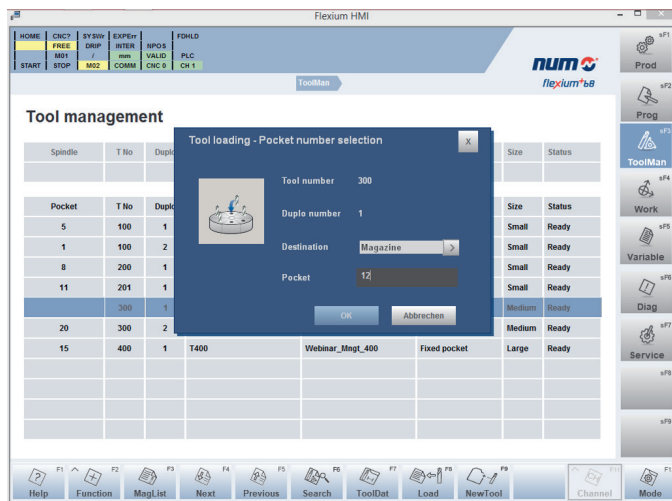 Flexium HMI
HOME CNC? SYSWr EXPErr FDHLD
FREE DRIP INTER NPOS
M01 / mm VALID PLC
START STOP M02 COMM CNC 0 CH 1
num
flexium+68
ToolMan
Tool management
Spindle T No Duplo Size Status
Pocket T No Duplo Size Status
5 100 1 Small Ready
1 100 2 Small Ready
8 200 1 Small Ready
11 201 1 Small Ready
300 1 Medium Ready
20 300 2 Medium Ready
15 400 1 T400 Webinar_Mngt_400 Fixed pocket Large Ready
Tool loading - Pocket number selection x
Tool number 300
Duplo number 1
Destination Magazine >
Pocket 12
OK Abbrechen
sF1
Prod
sF2
Prog
sF3
ToolMan
sF4
Work
sF5
Variable
sF6
Diag
sF7
Service
sF8
sF9
F1 F2 F3 F4 F5 F6 F7 F8 F9 F10 F11
Help Function MagList Next Previous Search ToolDat Load NewTool Channel Mode